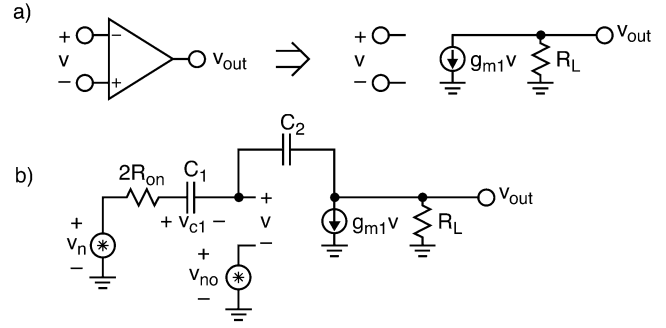 a)
+ − v − + v_out
+ v − g_m1v R_L v_out
b)
2R_on C_1 C_2
+ v_c1 − + v −
+ v_n −
+ v_no −
g_m1v R_L v_out